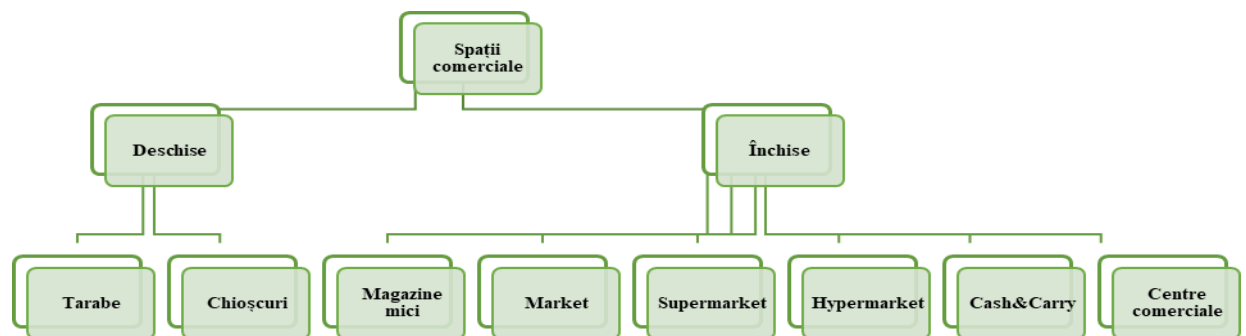 Spații
comerciale
Deschise
Închise
Tarabe
Chioșcuri
Magazine
mici
Market
Supermarket
Hypermarket
Cash&Carry
Centre
comerciale